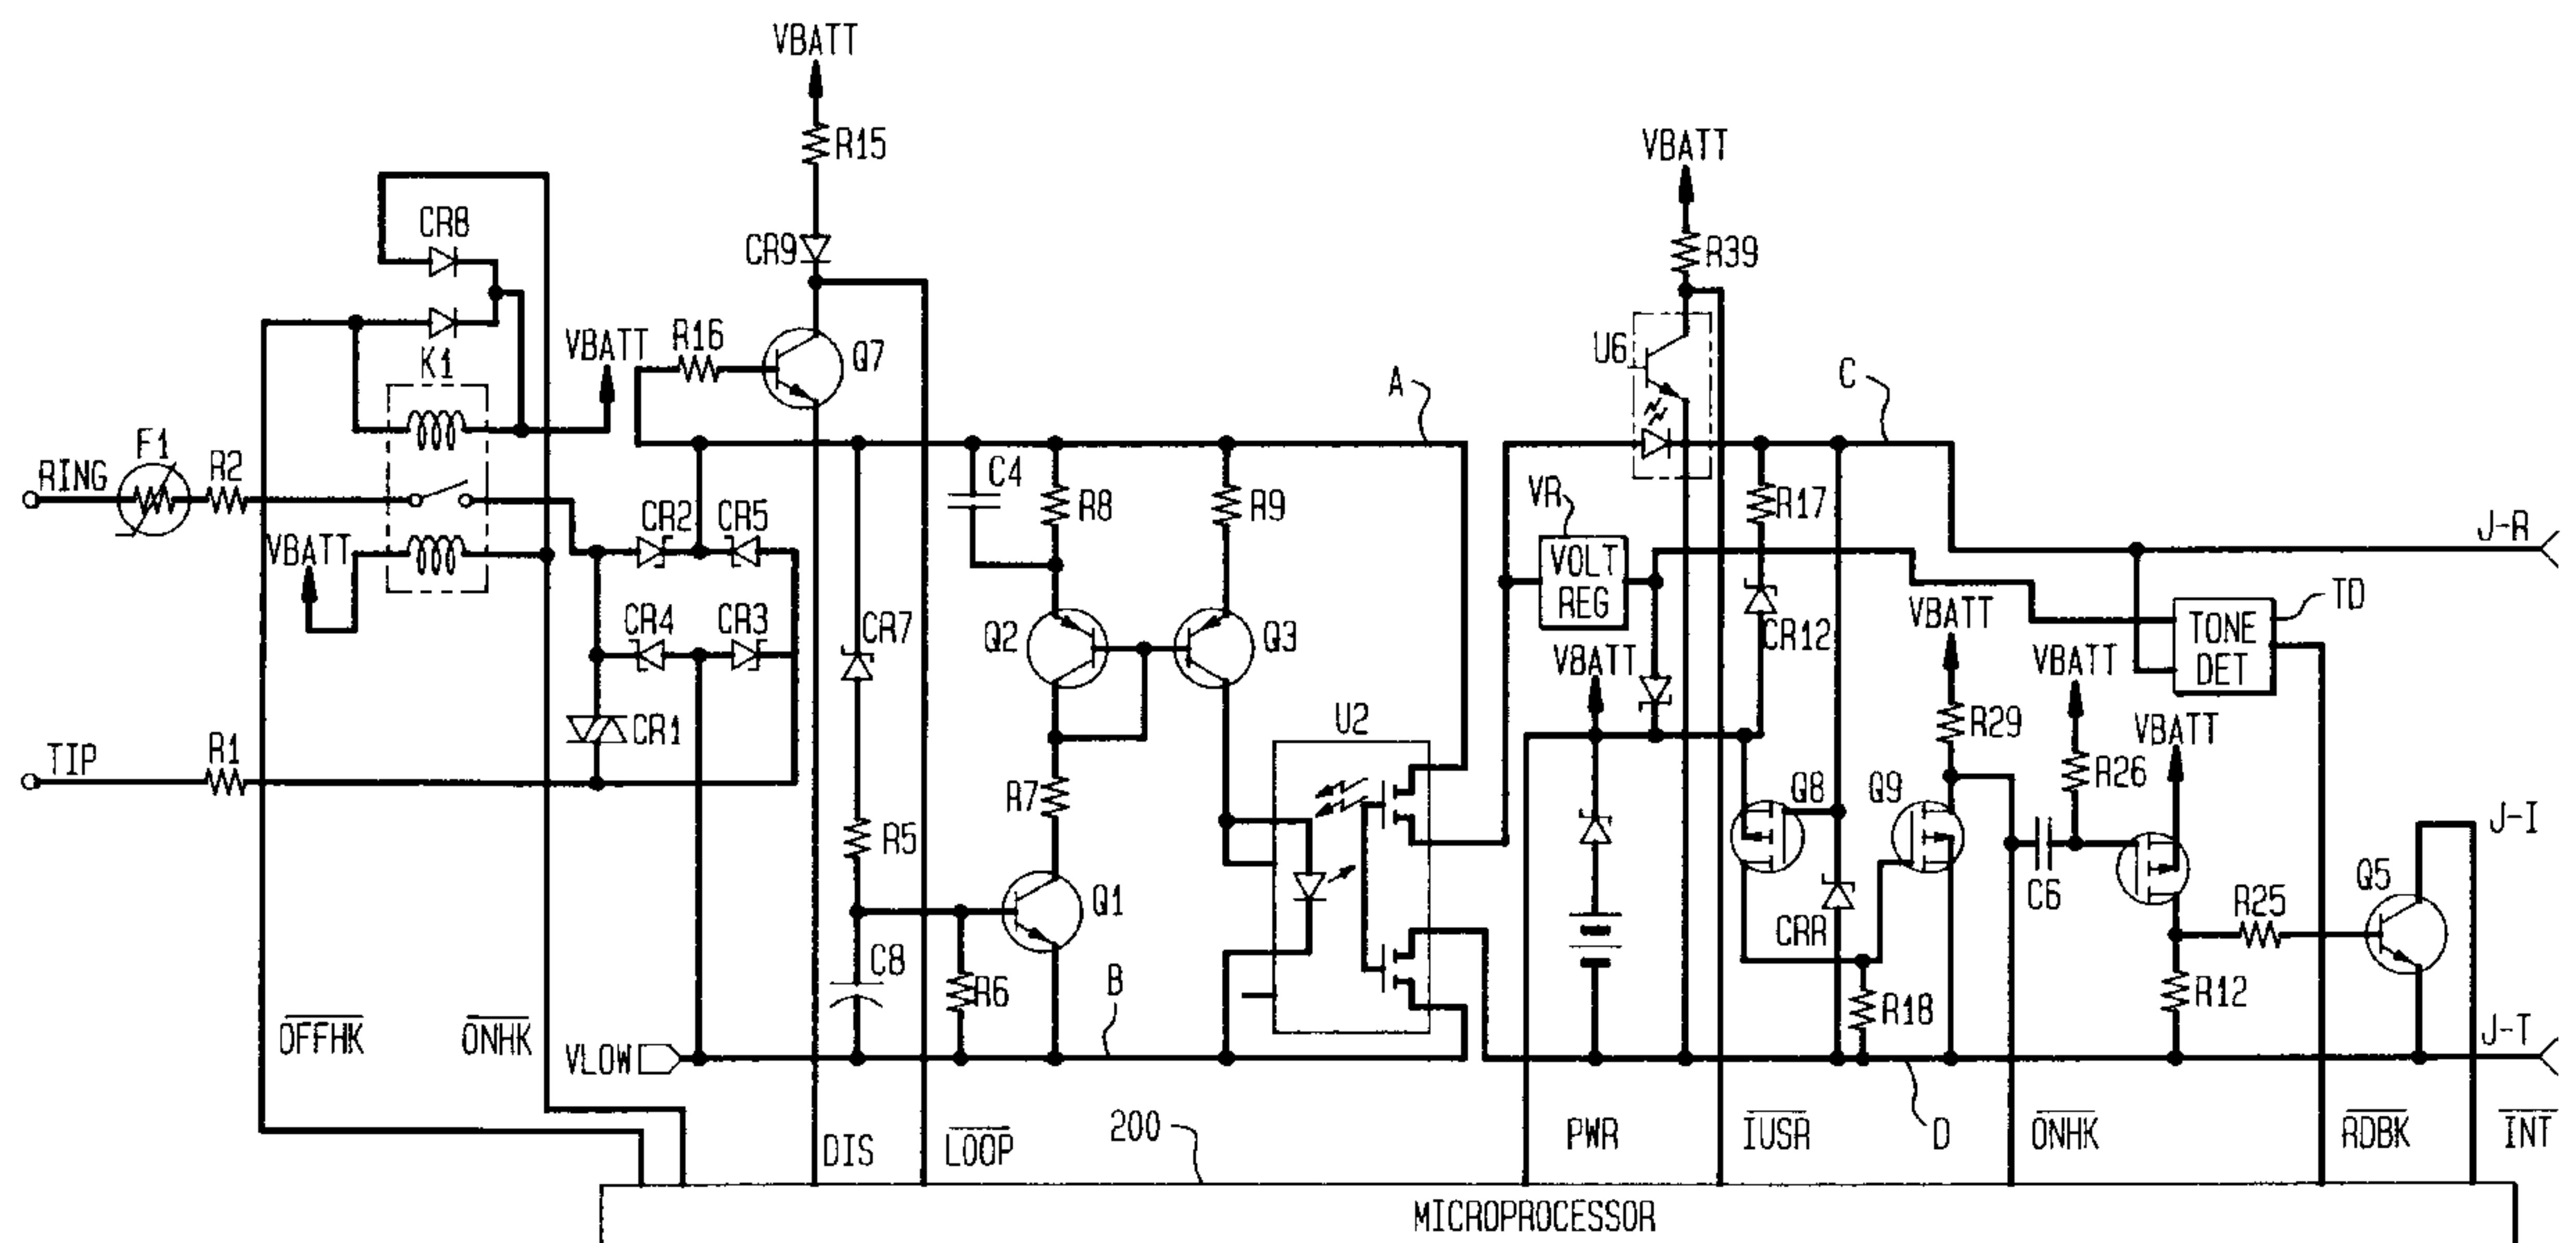 VBATT
R15
VBATT
CR8
CR9
R39
K1
VBATT
R16
Q7
U6
A
C
RING
F1
R2
C4
R8
R9
VR
R17
J-R
VBATT
CR2
CR5
VOLT
REG
TD
CR4
CR3
CR7
Q2
Q3
CR12
VBATT
TONE
DET
VBATT
VBATT
CR1
U2
VBATT
R29
TIP
R1
R7
Q8
Q9
R26
R5
J-I
Q1
C6
Q5
CRR
R25
C8
R6
B
R18
R12
OFFHK
ONHK
VLOW
J-T
DIS
LOOP
200
PWR
IUSR
D
ONHK
RDBK
INT
MICROPROCESSOR